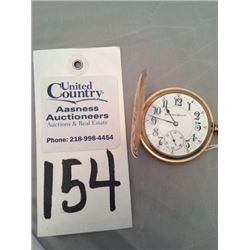 United
Country®
Aasness
Auctioneers
Auctions & Real Estate
Phone: 218-998-4454
154